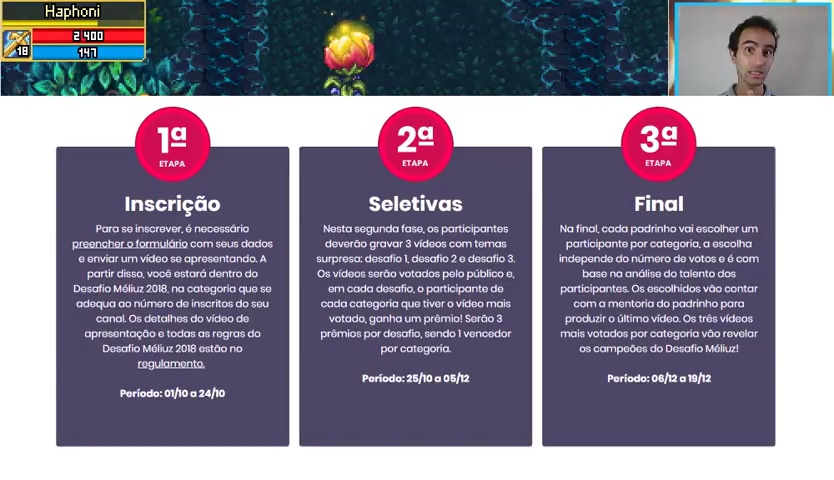 Haphoni
2 400
18
147
1ª
ETAPA
Inscrição
Para se inscrever, é necessário
preencher o formulário com seus dados
e enviar um vídeo se apresentando. A
partir disso, você estará dentro do
Desafio Méliuz 2018, na categoria que se
adequa ao número de inscritos do seu
canal. Os detalhes do vídeo de
apresentação e todas as regras do
Desafio Méliuz 2018 estão no
regulamento.
Período: 01/10 a 24/10
2ª
ETAPA
Seletivas
Nesta segunda fase, os participantes
deverão gravar 3 vídeos com temas
surpresa: desafio 1, desafio 2 e desafio 3.
Os vídeos serão votados pelo público e,
em cada desafio, o participante de
cada categoria que tiver o vídeo mais
votado, ganha um prêmio! Serão 3
prêmios por desafio, sendo 1 vencedor
por categoria.
Período: 25/10 a 05/12
3ª
ETAPA
Final
Na final, cada padrinho vai escolher um
participante por categoria, a escolha
independe do número de votos e é com
base na análise do talento dos
participantes. Os escolhidos vão contar
com a mentoria do padrinho para
produzir o último vídeo. Os três vídeos
mais votados por categoria vão revelar
os campeões do Desafio Méliuz!
Período: 06/12 a 19/12